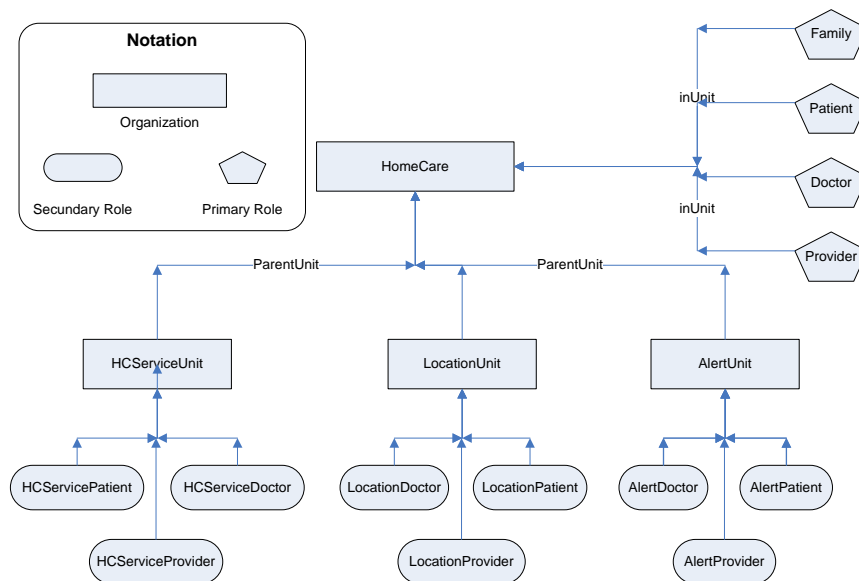 Notation
Organization
Secundary Role
Primary Role
Family
inUnit
Patient
HomeCare
Doctor
inUnit
Provider
ParentUnit
ParentUnit
HCServiceUnit
LocationUnit
AlertUnit
HCServicePatient
HCServiceDoctor
LocationDoctor
LocationPatient
AlertDoctor
AlertPatient
HCServiceProvider
LocationProvider
AlertProvider